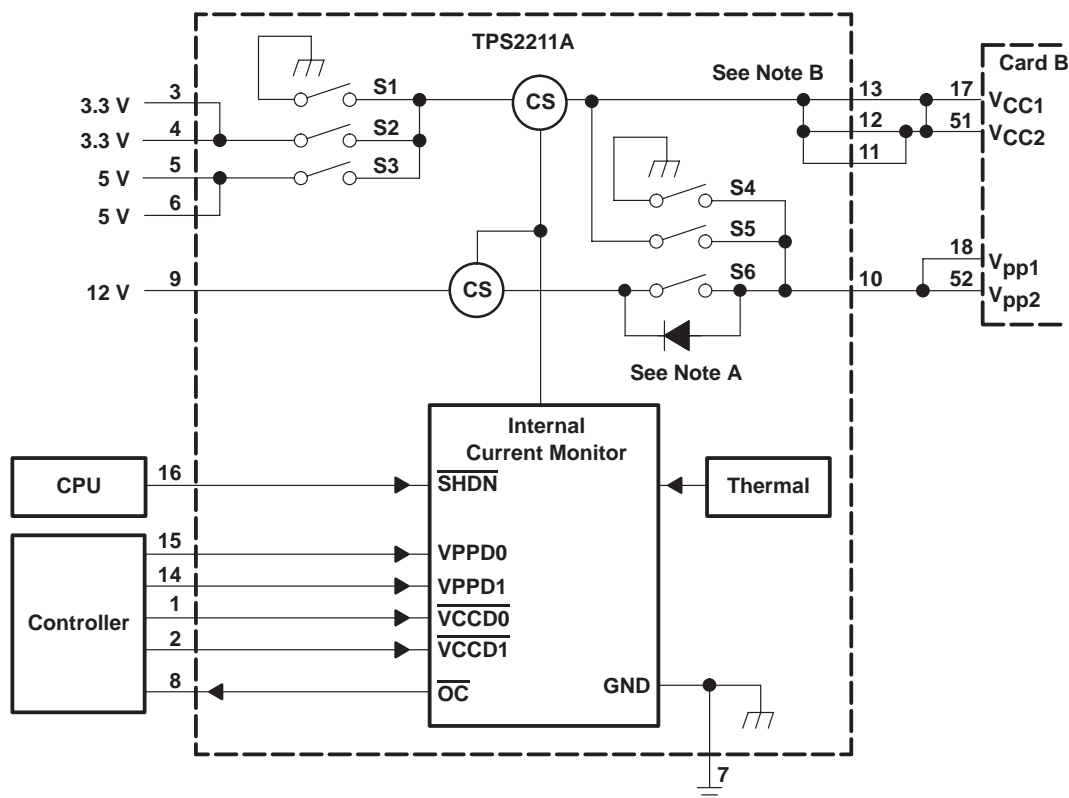 TPS2211A
Card B
See Note B
3
3.3 V
4
3.3 V
5
5 V
6
5 V
S1
S2
S3
CS
13
17
VCC1
12
51
VCC2
11
S4
S5
S6
18
Vpp1
9
12 V
CS
10
52
Vpp2
See Note A
Internal
Current Monitor
CPU
16
SHDN
Thermal
Controller
15
VPPD0
14
VPPD1
1
VCCD0
2
VCCD1
8
OC
GND
7